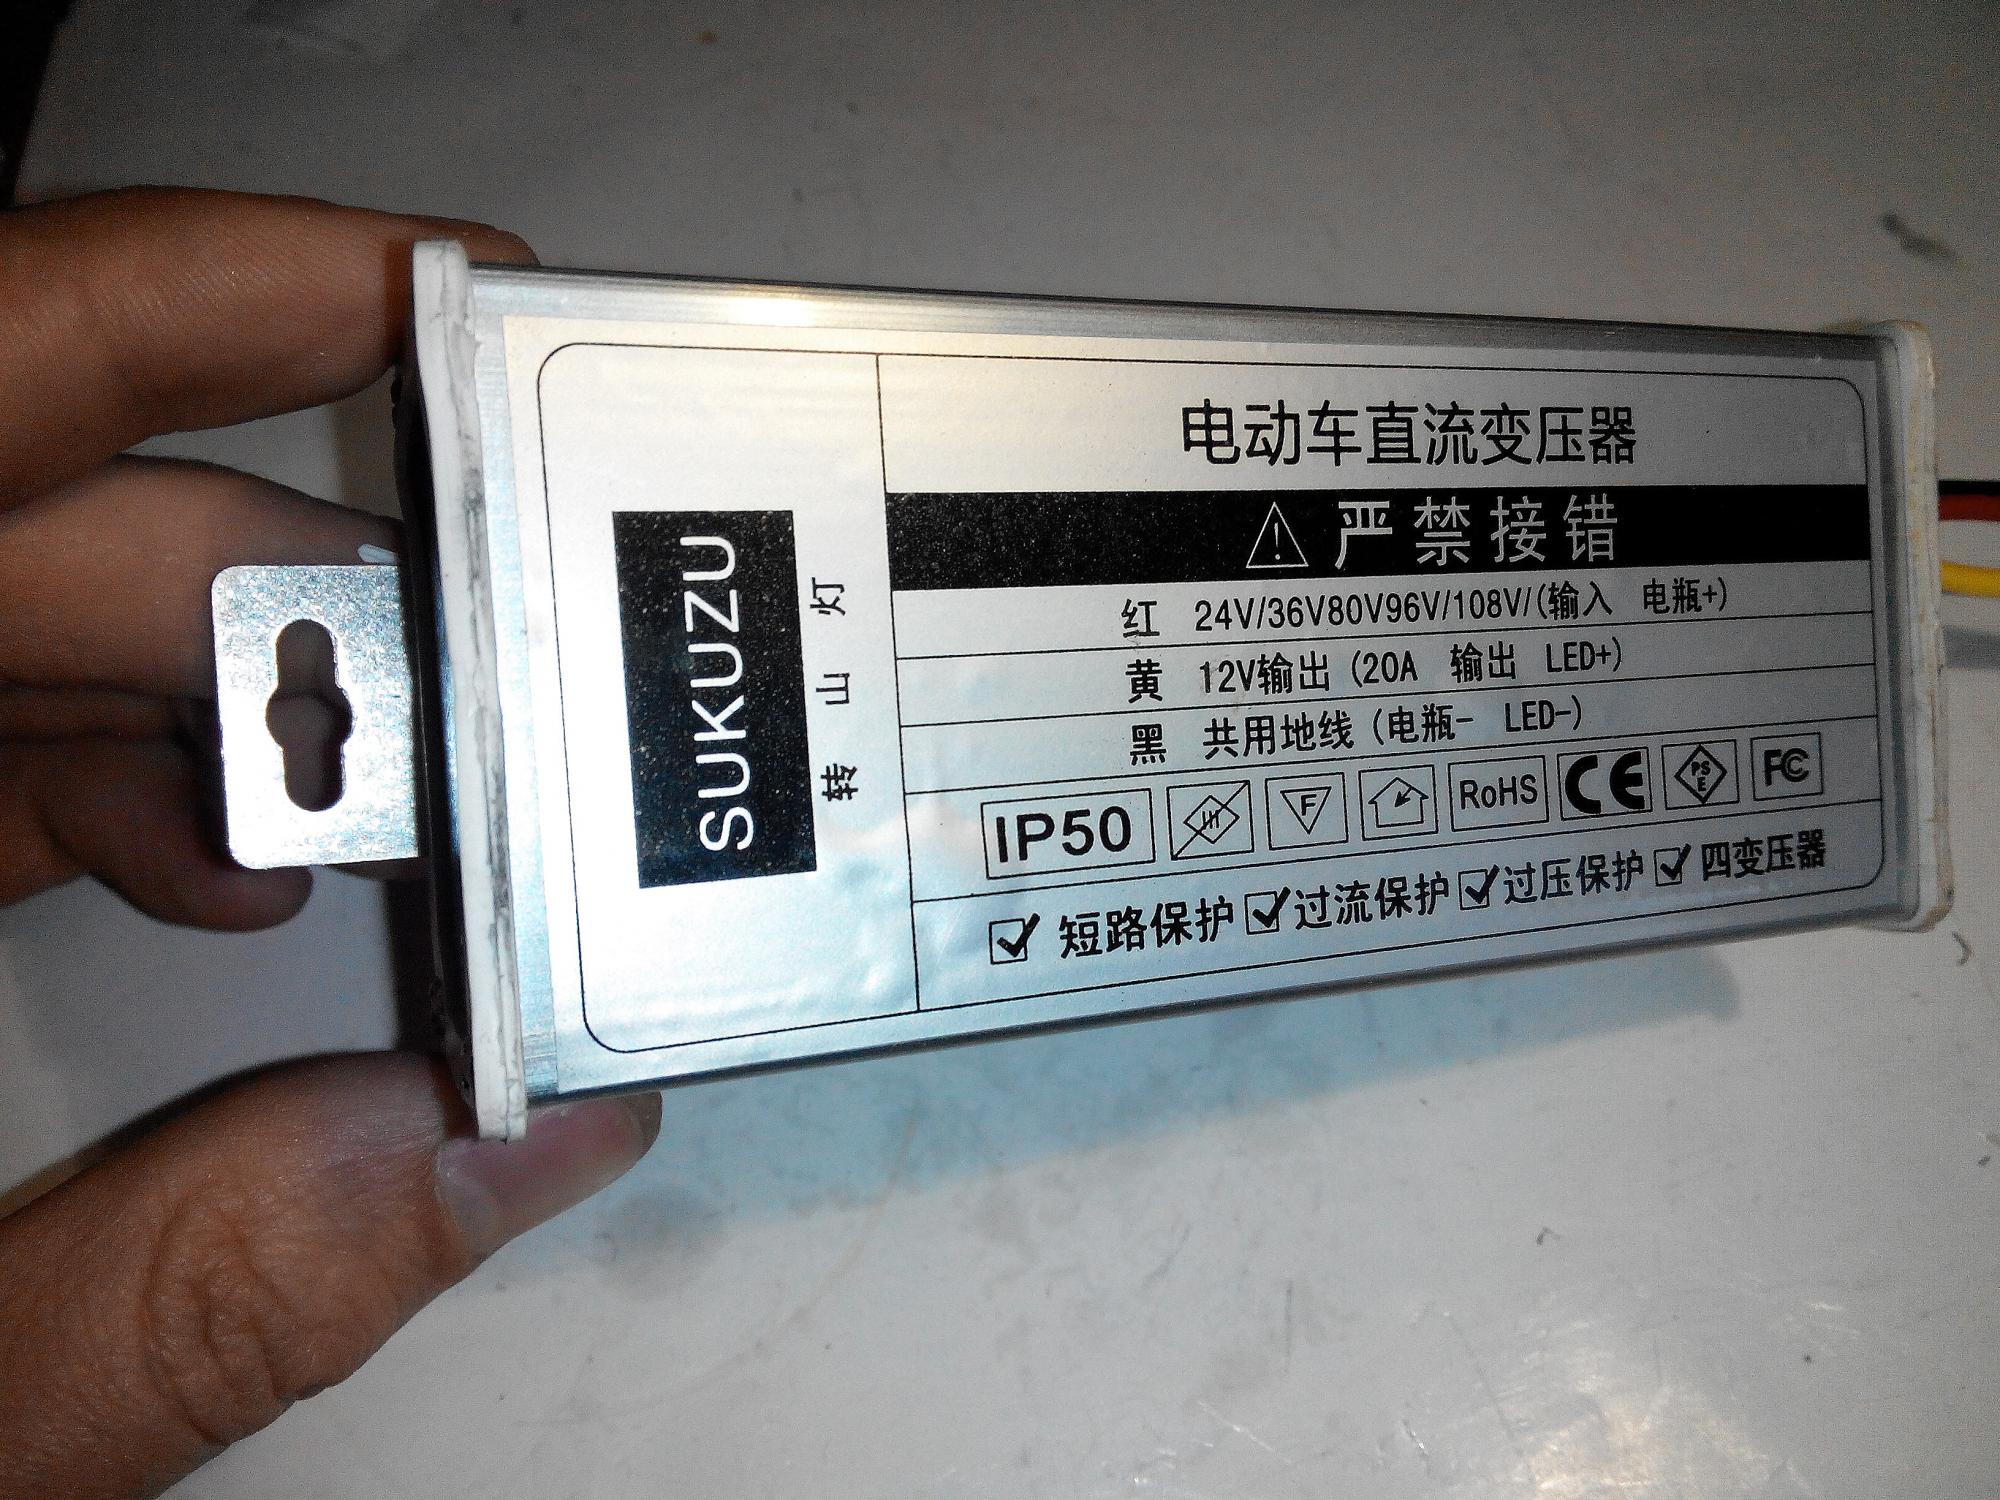 SUKUZU
转山灯
电动车直流变压器
严禁接错
红 24V/36V80V96V/108V/(输入 电瓶+)
黄 12V输出 (20A 输出 LED+)
黑 共用地线 (电瓶- LED-)
IP50 F RoHS CE PSE FC
短路保护 过流保护 过压保护 四变压器